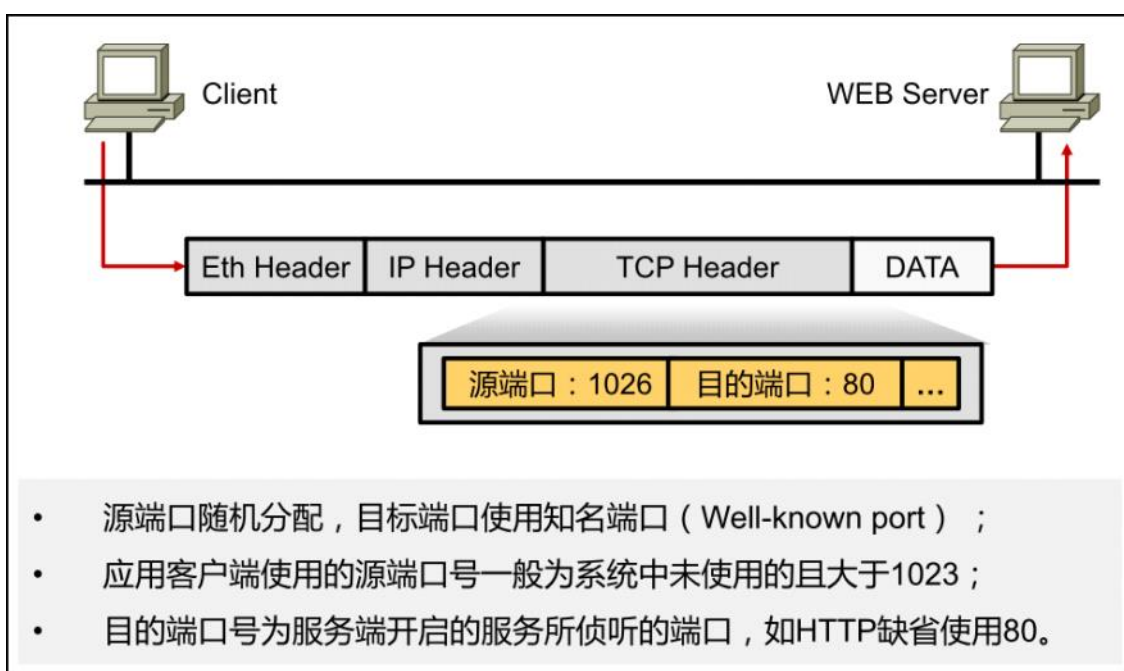 Client
WEB Server
Eth Header IP Header TCP Header DATA
源端口：1026 目的端口：80 ...
• 源端口随机分配，目标端口使用知名端口（Well-known port）；
• 应用客户端使用的源端口号一般为系统中未使用的且大于1023；
• 目的端口号为服务端开启的服务所侦听的端口，如HTTP缺省使用80。